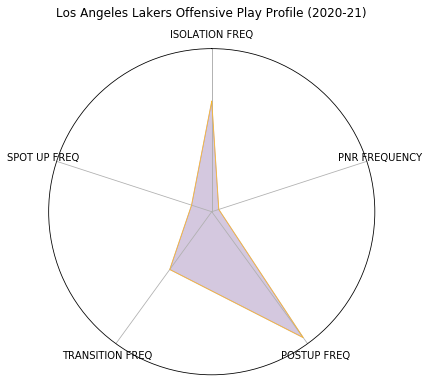 Los Angeles Lakers Offensive Play Profile (2020-21)
ISOLATION FREQ
SPOT UP FREQ
PNR FREQUENCY
TRANSITION FREQ
POSTUP FREQ